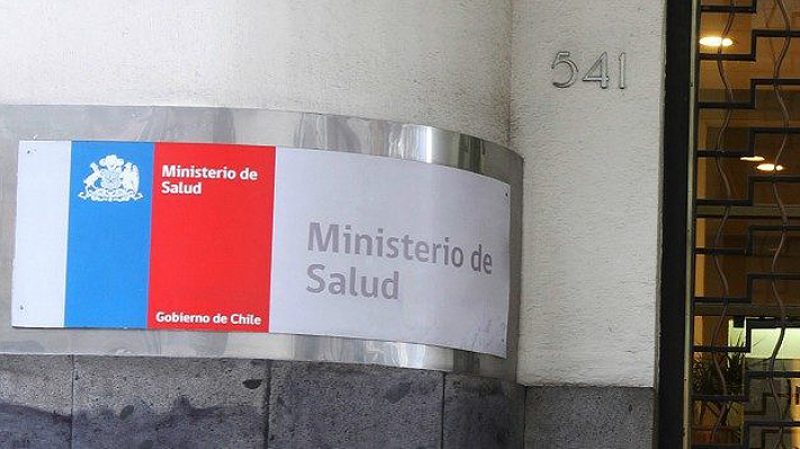 541
Ministerio de
Salud
Gobierno de Chile
Ministerio de
Salud